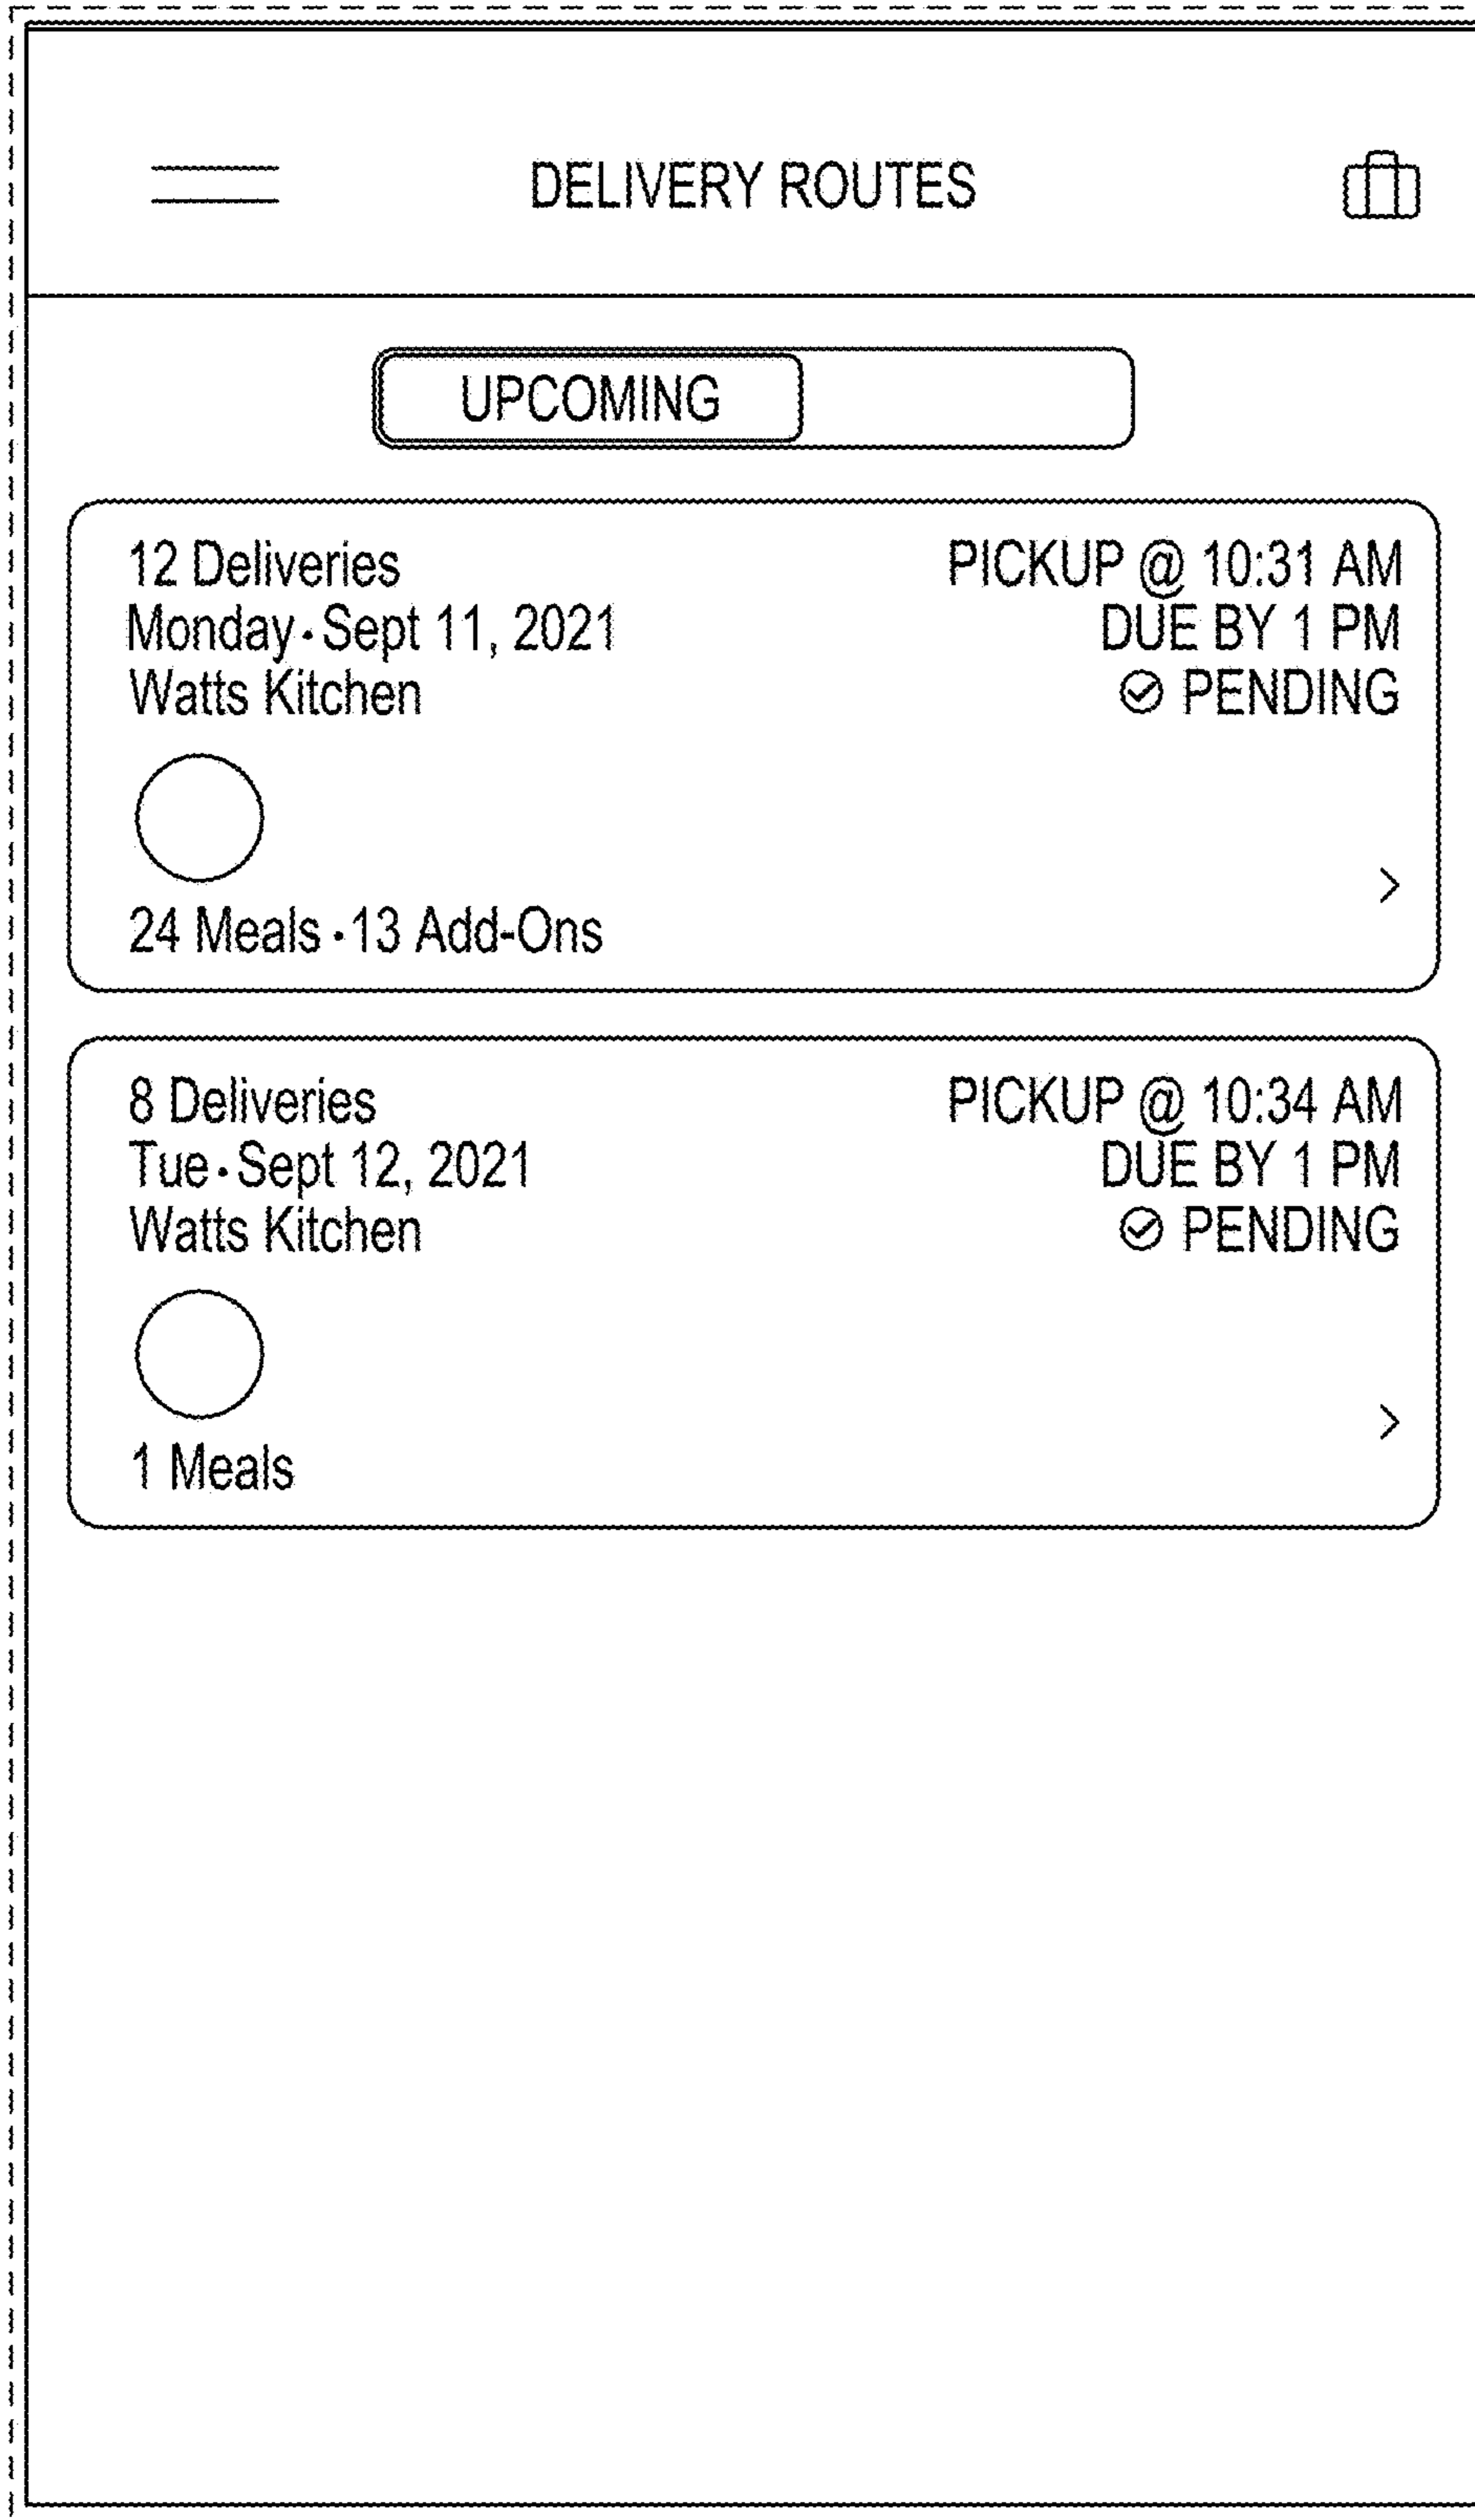 DELIVERY ROUTES
UPCOMING
12 Deliveries
PICKUP @ 10:31 AM
Monday · Sept 11, 2021
DUE BY 1 PM
Watts Kitchen
PENDING
24 Meals · 13 Add-Ons
8 Deliveries
PICKUP @ 10:34 AM
Tue · Sept 12, 2021
DUE BY 1 PM
Watts Kitchen
PENDING
1 Meals